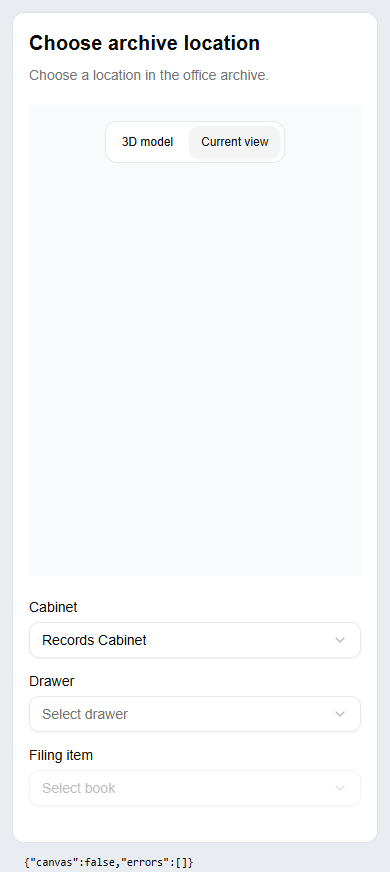 Choose archive location
Choose a location in the office archive.
3D model
Current view
Cabinet
Records Cabinet
Drawer
Select drawer
Filing item
Select book
{"canvas":false,"errors":[]}